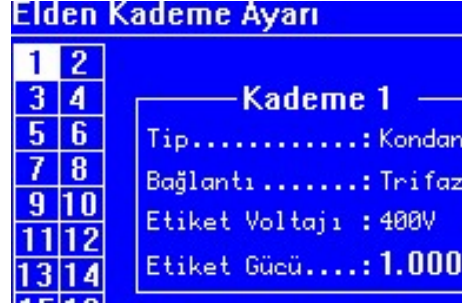 Elden Kademe Ayarı
1 2
3 4
5 6
7 8
9 10
11 12
13 14
Kademe 1
Tip............: Kondan
Bağlantı.......: Trifaz
Etiket Voltajı : 400V
Etiket Gücü....: 1.000